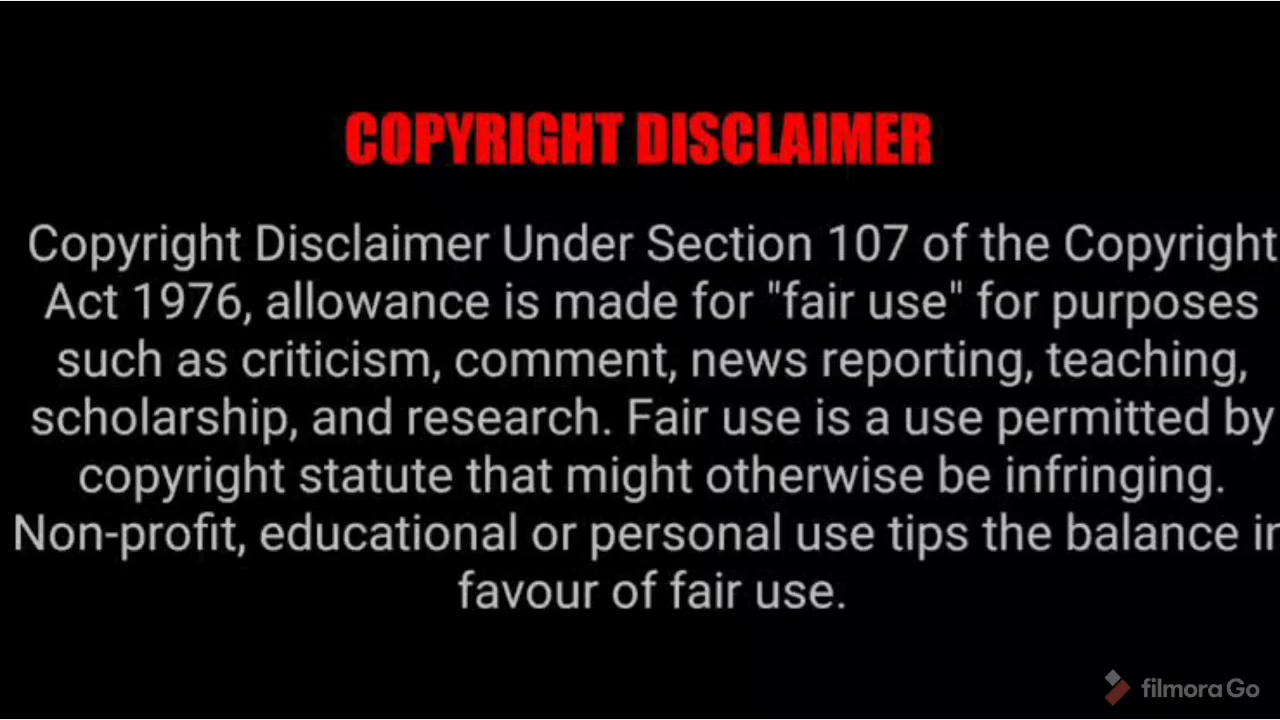 COPYRIGHT DISCLAIMER
Copyright Disclaimer Under Section 107 of the Copyright
Act 1976, allowance is made for "fair use" for purposes
such as criticism, comment, news reporting, teaching,
scholarship, and research. Fair use is a use permitted by
copyright statute that might otherwise be infringing.
Non-profit, educational or personal use tips the balance in
favour of fair use.
filmora Go